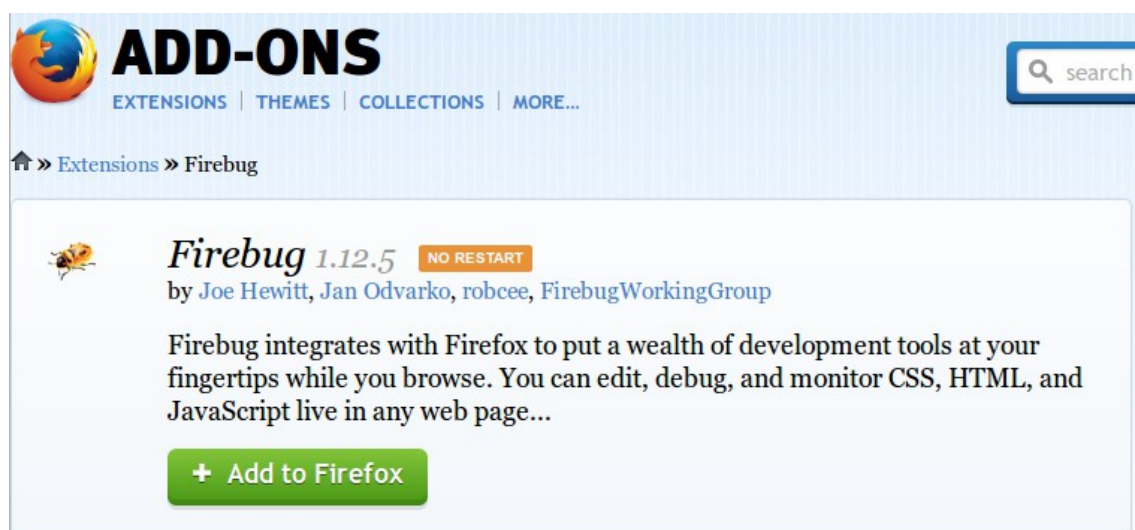 ADD-ONS
EXTENSIONS | THEMES | COLLECTIONS | MORE...
search
» Extensions » Firebug
Firebug 1.12.5 NO RESTART
by Joe Hewitt, Jan Odvarko, robcee, FirebugWorkingGroup
Firebug integrates with Firefox to put a wealth of development tools at your
fingertips while you browse. You can edit, debug, and monitor CSS, HTML, and
JavaScript live in any web page...
+ Add to Firefox